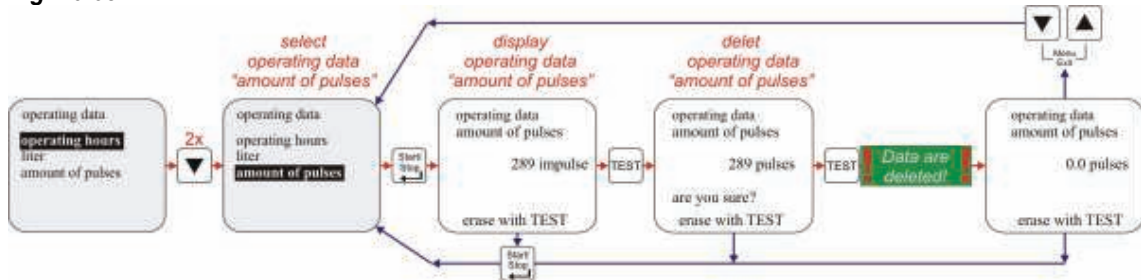 select
operating data
"amount of pulses"
display
operating data
"amount of pulses"
delet
operating data
"amount of pulses"
Menu
Exit
operating data
operating hours
liter
amount of pulses
2x
operating data
operating hours
liter
amount of pulses
Start/
Stop
operating data
amount of pulses
289 impulse
erase with TEST
TEST
operating data
amount of pulses
289 pulses
are you sure?
erase with TEST
TEST
Data are
deleted!
operating data
amount of pulses
0.0 pulses
erase with TEST
Start/
Stop